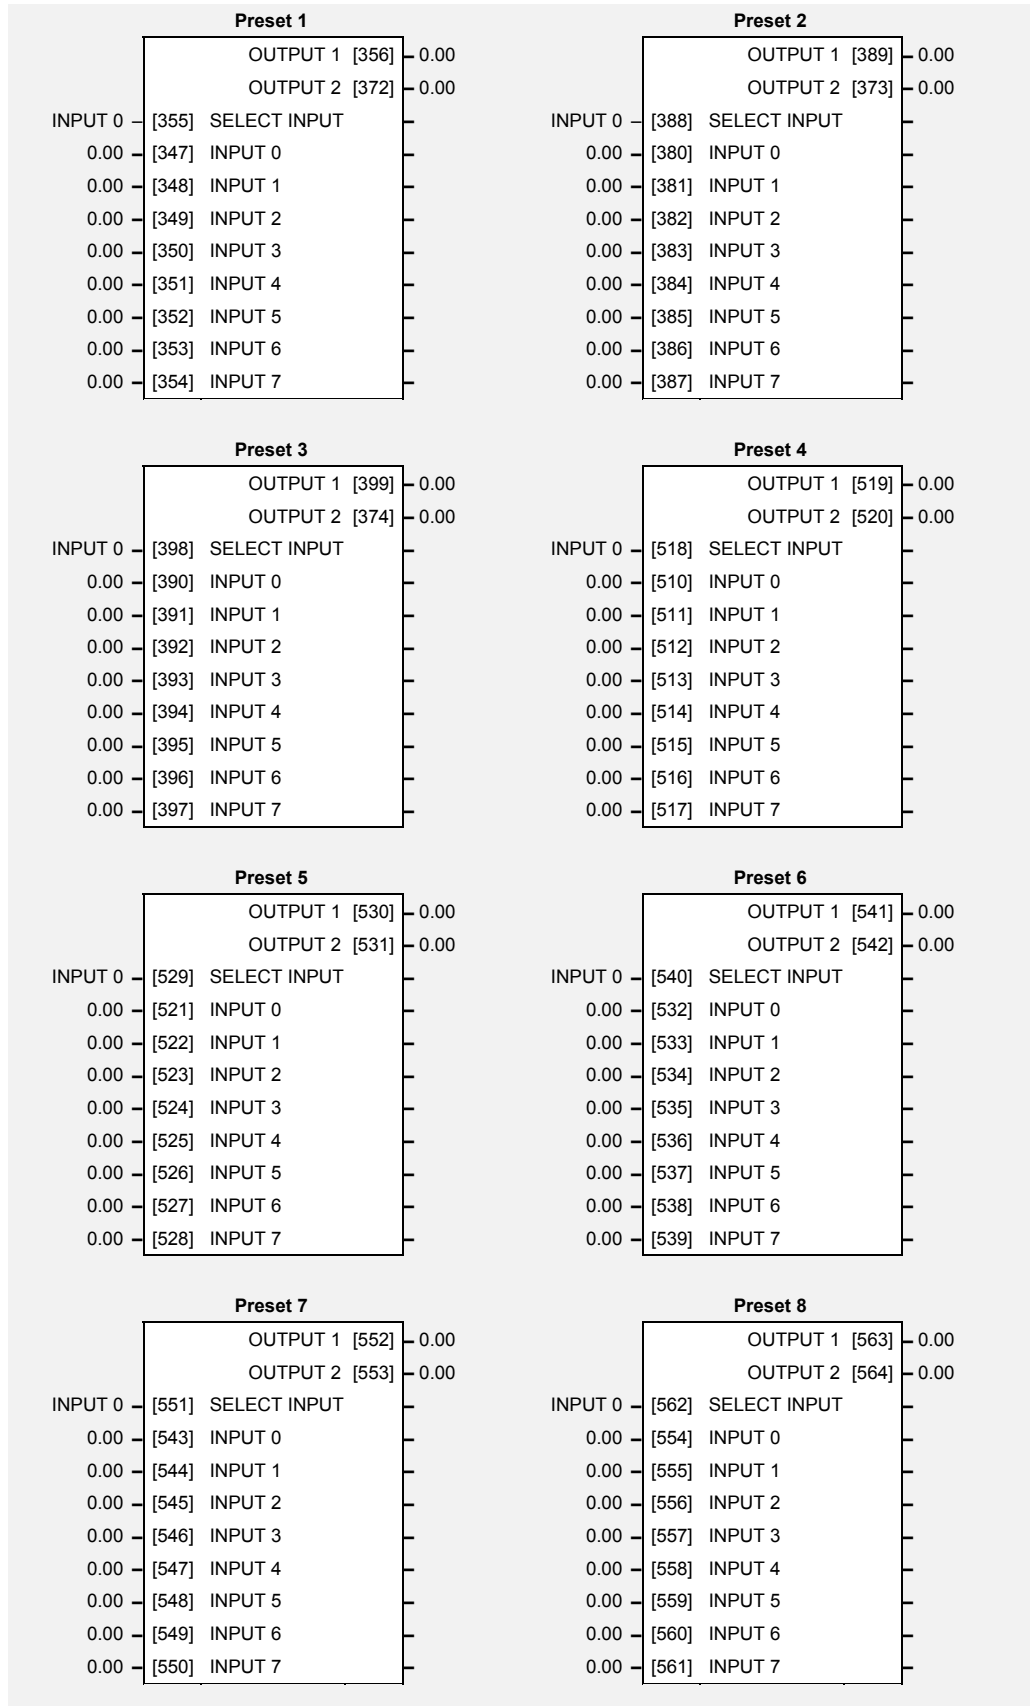 Preset 1
OUTPUT 1 [356] – 0.00
OUTPUT 2 [372] – 0.00
INPUT 0 – [355] SELECT INPUT –
0.00 – [347] INPUT 0 –
0.00 – [348] INPUT 1 –
0.00 – [349] INPUT 2 –
0.00 – [350] INPUT 3 –
0.00 – [351] INPUT 4 –
0.00 – [352] INPUT 5 –
0.00 – [353] INPUT 6 –
0.00 – [354] INPUT 7 –
Preset 2
OUTPUT 1 [389] – 0.00
OUTPUT 2 [373] – 0.00
INPUT 0 – [388] SELECT INPUT –
0.00 – [380] INPUT 0 –
0.00 – [381] INPUT 1 –
0.00 – [382] INPUT 2 –
0.00 – [383] INPUT 3 –
0.00 – [384] INPUT 4 –
0.00 – [385] INPUT 5 –
0.00 – [386] INPUT 6 –
0.00 – [387] INPUT 7 –
Preset 3
OUTPUT 1 [399] – 0.00
OUTPUT 2 [374] – 0.00
INPUT 0 – [398] SELECT INPUT –
0.00 – [390] INPUT 0 –
0.00 – [391] INPUT 1 –
0.00 – [392] INPUT 2 –
0.00 – [393] INPUT 3 –
0.00 – [394] INPUT 4 –
0.00 – [395] INPUT 5 –
0.00 – [396] INPUT 6 –
0.00 – [397] INPUT 7 –
Preset 4
OUTPUT 1 [519] – 0.00
OUTPUT 2 [520] – 0.00
INPUT 0 – [518] SELECT INPUT –
0.00 – [510] INPUT 0 –
0.00 – [511] INPUT 1 –
0.00 – [512] INPUT 2 –
0.00 – [513] INPUT 3 –
0.00 – [514] INPUT 4 –
0.00 – [515] INPUT 5 –
0.00 – [516] INPUT 6 –
0.00 – [517] INPUT 7 –
Preset 5
OUTPUT 1 [530] – 0.00
OUTPUT 2 [531] – 0.00
INPUT 0 – [529] SELECT INPUT –
0.00 – [521] INPUT 0 –
0.00 – [522] INPUT 1 –
0.00 – [523] INPUT 2 –
0.00 – [524] INPUT 3 –
0.00 – [525] INPUT 4 –
0.00 – [526] INPUT 5 –
0.00 – [527] INPUT 6 –
0.00 – [528] INPUT 7 –
Preset 6
OUTPUT 1 [541] – 0.00
OUTPUT 2 [542] – 0.00
INPUT 0 – [540] SELECT INPUT –
0.00 – [532] INPUT 0 –
0.00 – [533] INPUT 1 –
0.00 – [534] INPUT 2 –
0.00 – [535] INPUT 3 –
0.00 – [536] INPUT 4 –
0.00 – [537] INPUT 5 –
0.00 – [538] INPUT 6 –
0.00 – [539] INPUT 7 –
Preset 7
OUTPUT 1 [552] – 0.00
OUTPUT 2 [553] – 0.00
INPUT 0 – [551] SELECT INPUT –
0.00 – [543] INPUT 0 –
0.00 – [544] INPUT 1 –
0.00 – [545] INPUT 2 –
0.00 – [546] INPUT 3 –
0.00 – [547] INPUT 4 –
0.00 – [548] INPUT 5 –
0.00 – [549] INPUT 6 –
0.00 – [550] INPUT 7 –
Preset 8
OUTPUT 1 [563] – 0.00
OUTPUT 2 [564] – 0.00
INPUT 0 – [562] SELECT INPUT –
0.00 – [554] INPUT 0 –
0.00 – [555] INPUT 1 –
0.00 – [556] INPUT 2 –
0.00 – [557] INPUT 3 –
0.00 – [558] INPUT 4 –
0.00 – [559] INPUT 5 –
0.00 – [560] INPUT 6 –
0.00 – [561] INPUT 7 –